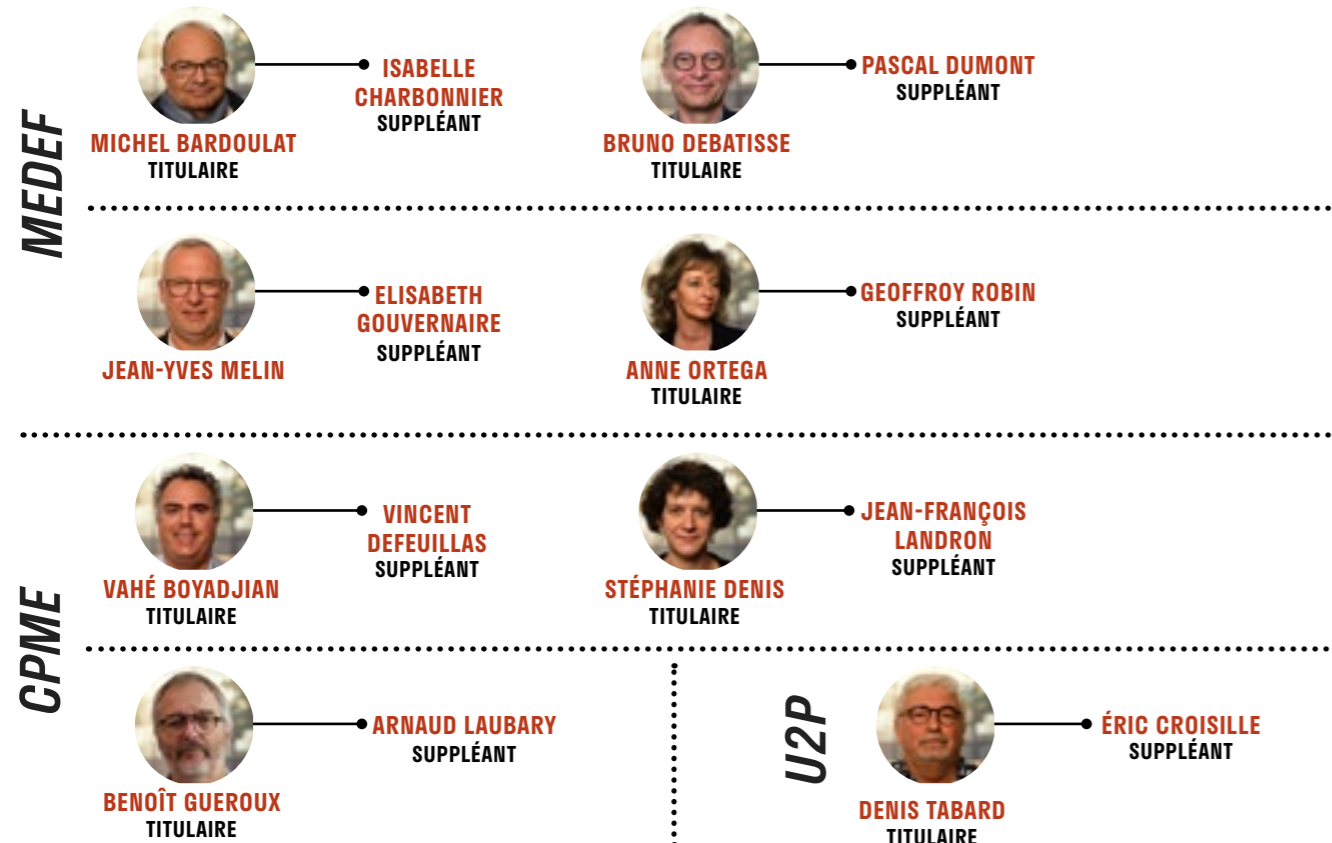 MEDEF
ISABELLE
CHARBONNIER
SUPPLÉANT
MICHEL BARDOULAT
TITULAIRE
PASCAL DUMONT
SUPPLÉANT
BRUNO DEBATISSE
TITULAIRE
ELISABETH
GOUVERNAIRE
SUPPLÉANT
JEAN-YVES MELIN
GEOFFROY ROBIN
SUPPLÉANT
ANNE ORTEGA
TITULAIRE
CPME
VINCENT
DEFEUILLAS
SUPPLÉANT
VAHÉ BOYADJIAN
TITULAIRE
JEAN-FRANÇOIS
LANDRON
SUPPLÉANT
STÉPHANIE DENIS
TITULAIRE
ARNAUD LAUBARY
SUPPLÉANT
BENOÎT GUEROUX
TITULAIRE
U2P
ÉRIC CROISILLE
SUPPLÉANT
DENIS TABARD
TITULAIRE